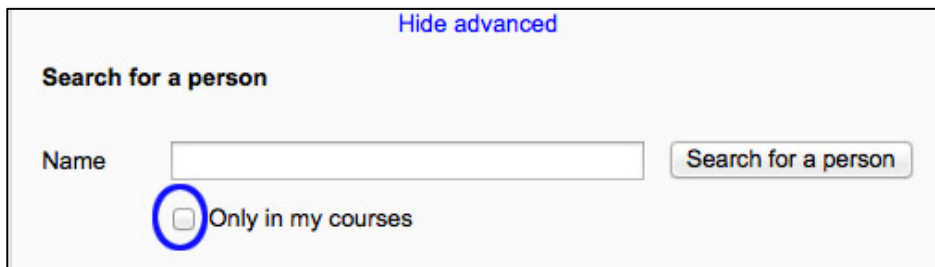 Hide advanced
Search for a person
Name Search for a person
Only in my courses